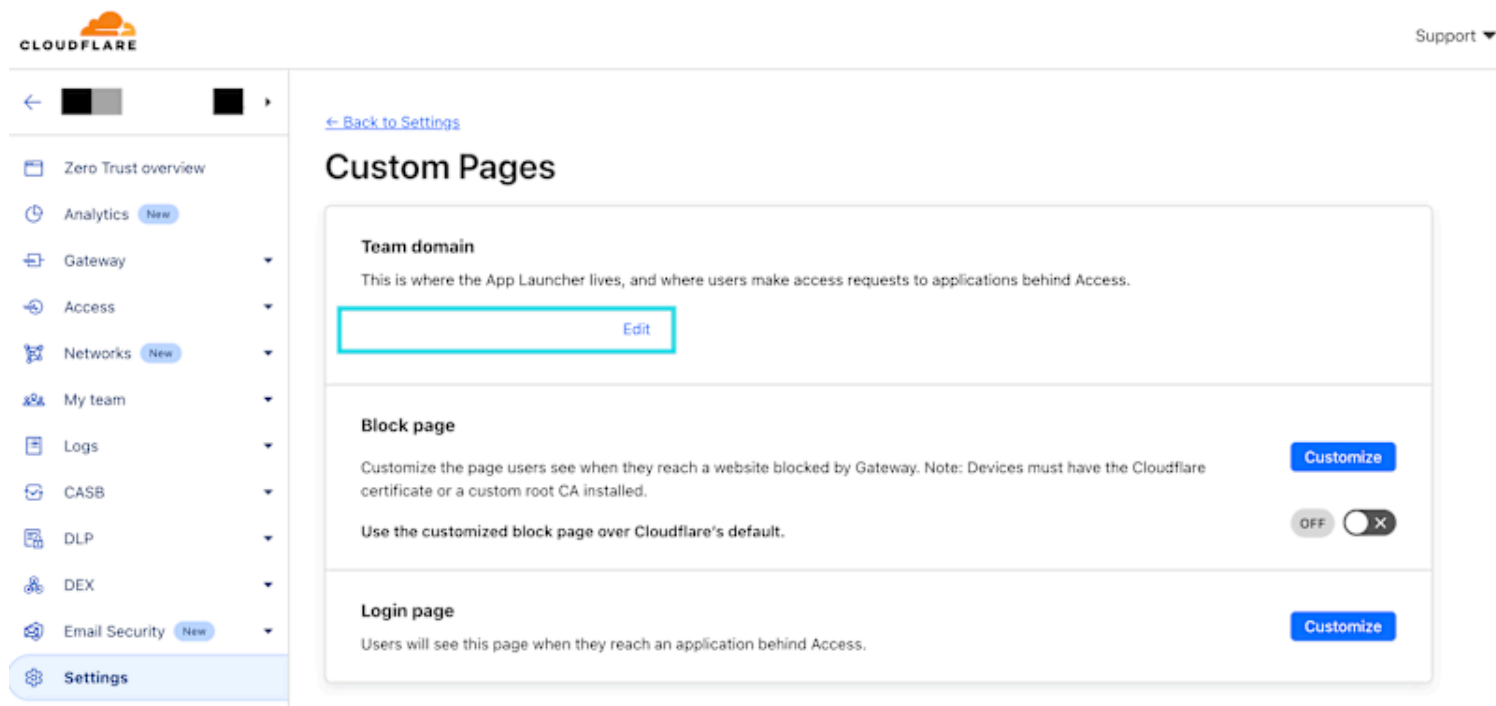 CLOUDFLARE
Support
← Back to Settings
Custom Pages
Zero Trust overview
Analytics New
Gateway
Access
Networks New
My team
Logs
CASB
DLP
DEX
Email Security New
Settings
Team domain
This is where the App Launcher lives, and where users make access requests to applications behind Access.
Edit
Block page
Customize the page users see when they reach a website blocked by Gateway. Note: Devices must have the Cloudflare
certificate or a custom root CA installed.
Customize
Use the customized block page over Cloudflare's default.
OFF
Login page
Users will see this page when they reach an application behind Access.
Customize